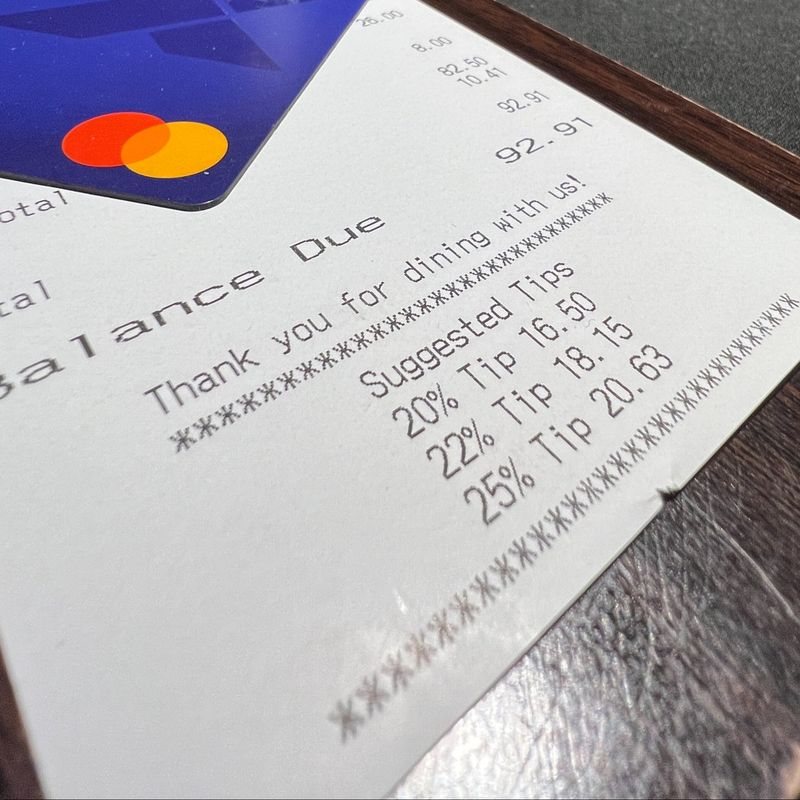 26.00
8.00
82.50
10.41
otal 92.91
tal 92.91
Balance Due
Thank you for dining with us!
*****************************
Suggested Tips
20% Tip 16.50
22% Tip 18.15
25% Tip 20.63
*****************************